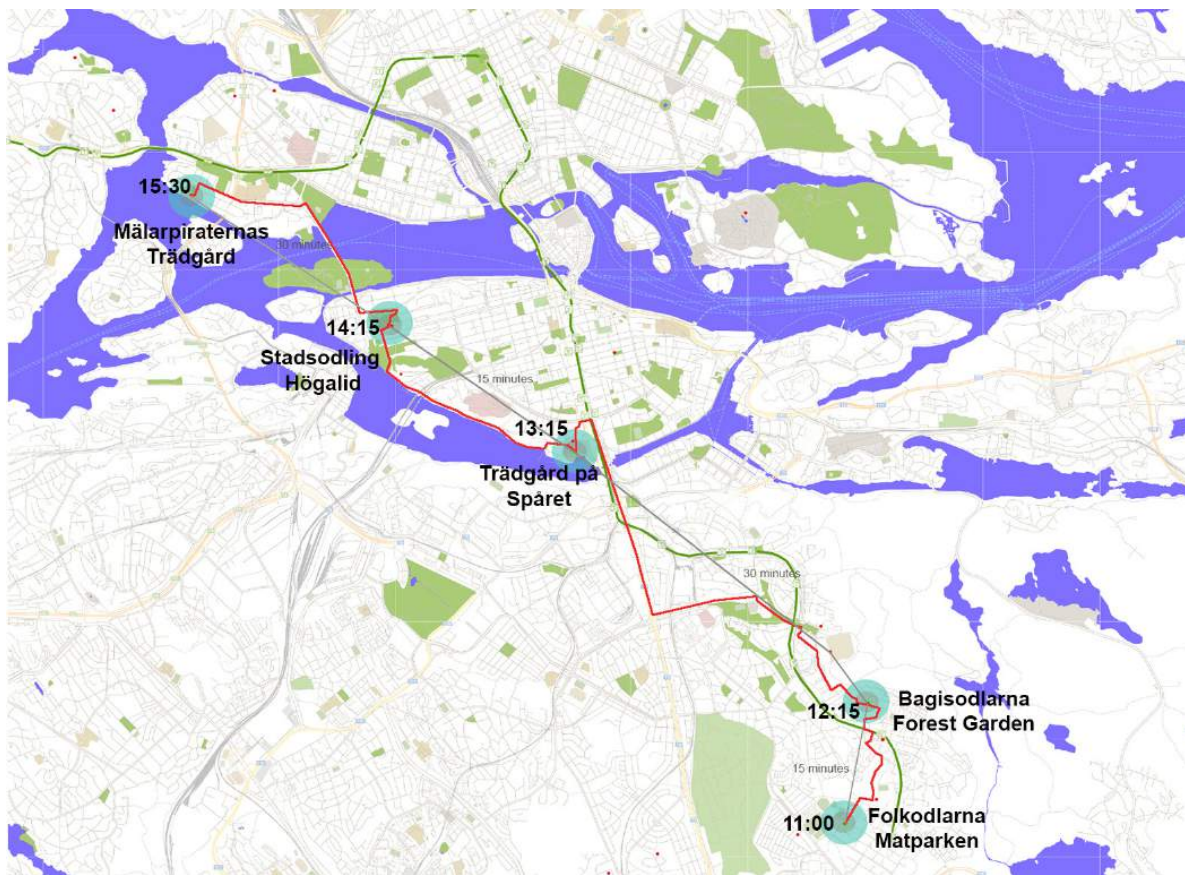 15:30
Mälarpiraternas
Trädgård
30 minutes
14:15
Stadsodling
Högalid
15 minutes
13:15
Trädgård på
Spåret
30 minutes
12:15
Bagisodlarna
Forest Garden
15 minutes
11:00
Folkodlarna
Matparken